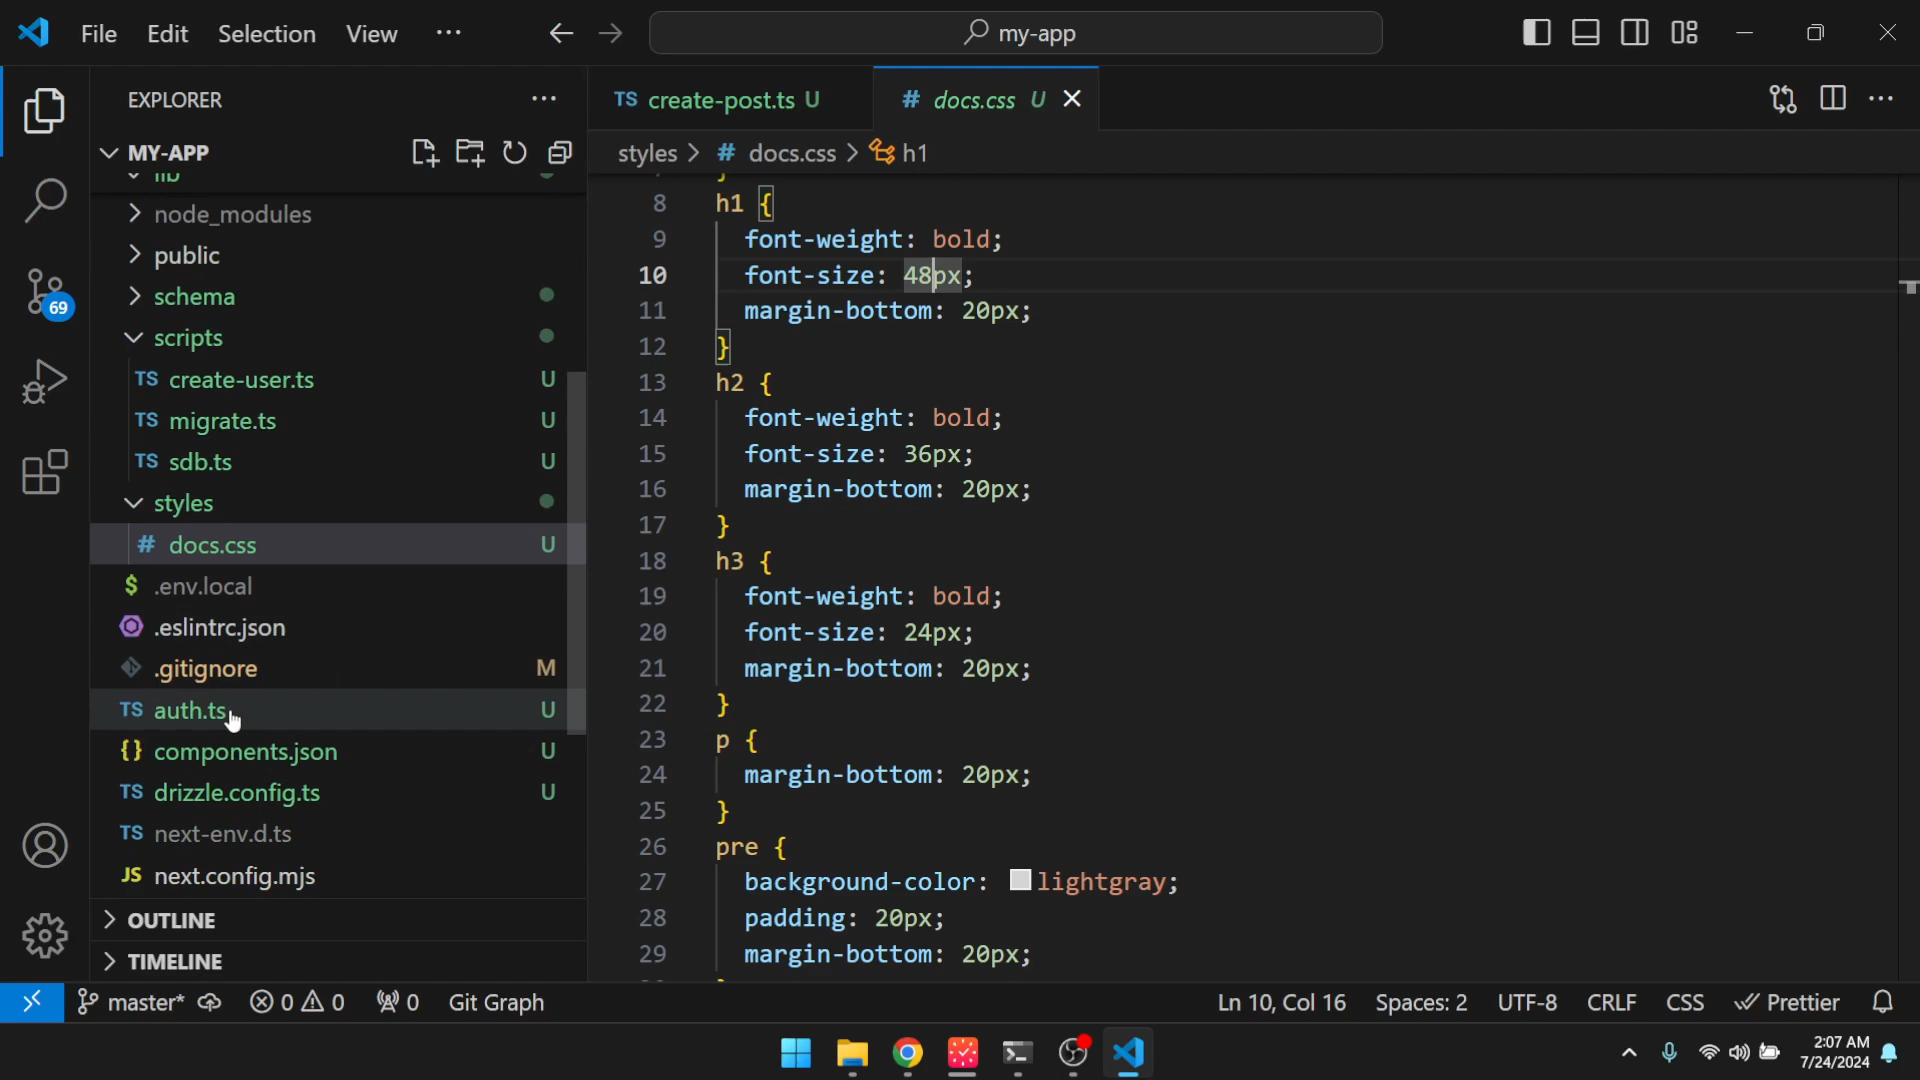 File Edit Selection View ··· my-app
EXPLORER ···
MY-APP
lib
node_modules
public
schema
scripts
TS create-user.ts U
TS migrate.ts U
TS sdb.ts U
styles
# docs.css U
$ .env.local
.eslintrc.json
.gitignore M
TS auth.ts U
{} components.json U
TS drizzle.config.ts U
TS next-env.d.ts
JS next.config.mjs
OUTLINE
TIMELINE
69
TS create-post.ts U
# docs.css U
styles > # docs.css > h1
8 h1 {
9 font-weight: bold;
10 font-size: 48px;
11 margin-bottom: 20px;
12 }
13 h2 {
14 font-weight: bold;
15 font-size: 36px;
16 margin-bottom: 20px;
17 }
18 h3 {
19 font-weight: bold;
20 font-size: 24px;
21 margin-bottom: 20px;
22 }
23 p {
24 margin-bottom: 20px;
25 }
26 pre {
27 background-color: lightgray;
28 padding: 20px;
29 margin-bottom: 20px;
master* 0 0 0 Git Graph Ln 10, Col 16 Spaces: 2 UTF-8 CRLF CSS Prettier
2:07 AM
7/24/2024